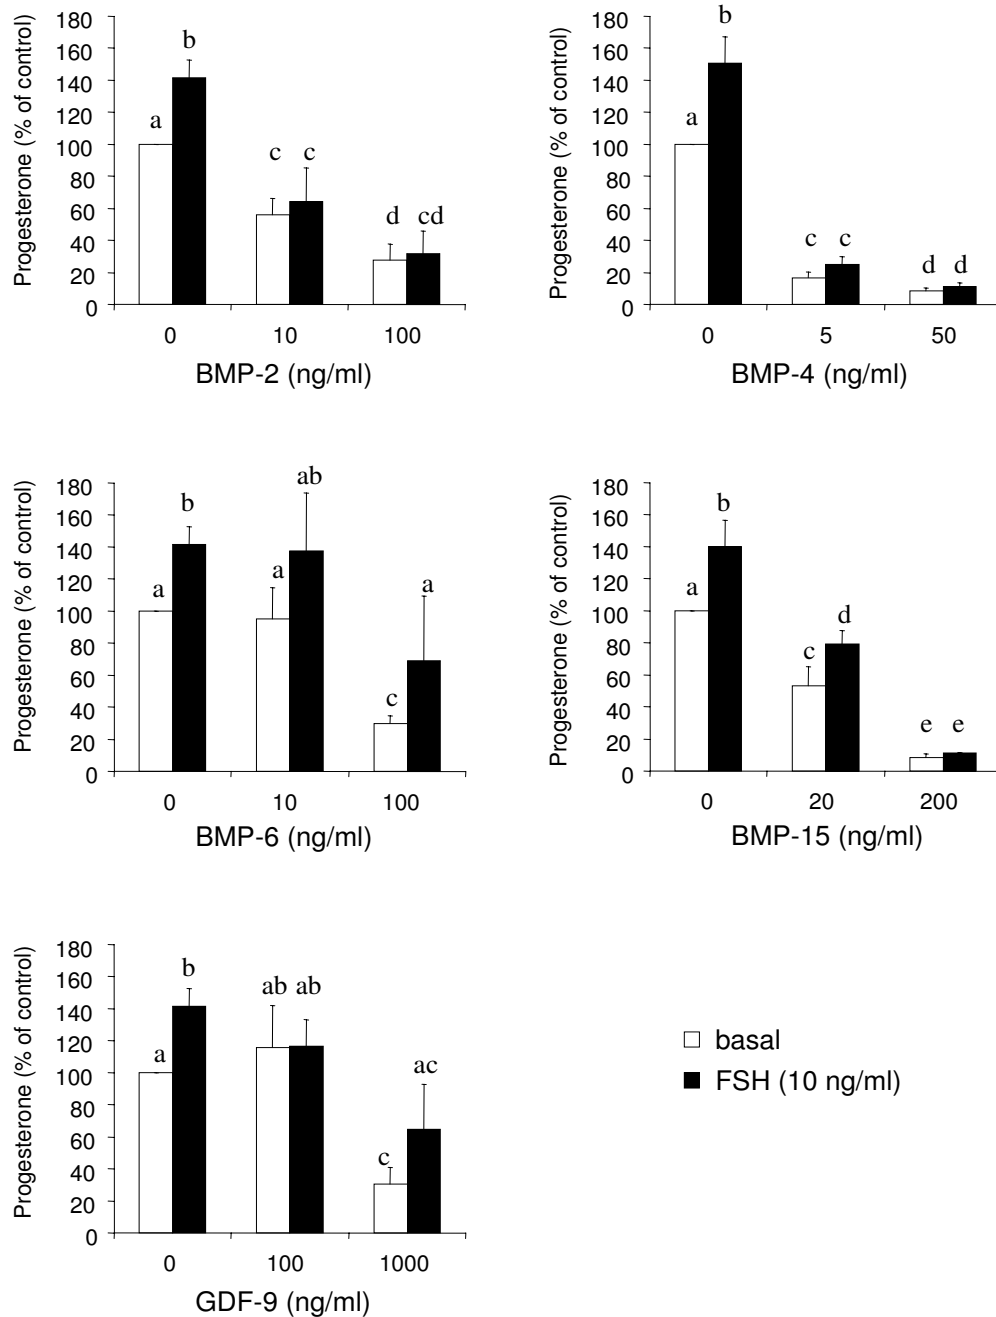 Progesterone (% of control)
180
160
140
120
100
80
60
40
20
0
a
b
c
c
d
cd
0
10
100
BMP-2 (ng/ml)
Progesterone (% of control)
180
160
140
120
100
80
60
40
20
0
a
b
c
c
d
d
0
5
50
BMP-4 (ng/ml)
Progesterone (% of control)
180
160
140
120
100
80
60
40
20
0
a
b
a
ab
c
a
0
10
100
BMP-6 (ng/ml)
Progesterone (% of control)
180
160
140
120
100
80
60
40
20
0
a
b
c
d
e
e
0
20
200
BMP-15 (ng/ml)
Progesterone (% of control)
180
160
140
120
100
80
60
40
20
0
a
b
ab
ab
c
ac
0
100
1000
GDF-9 (ng/ml)
basal
FSH (10 ng/ml)